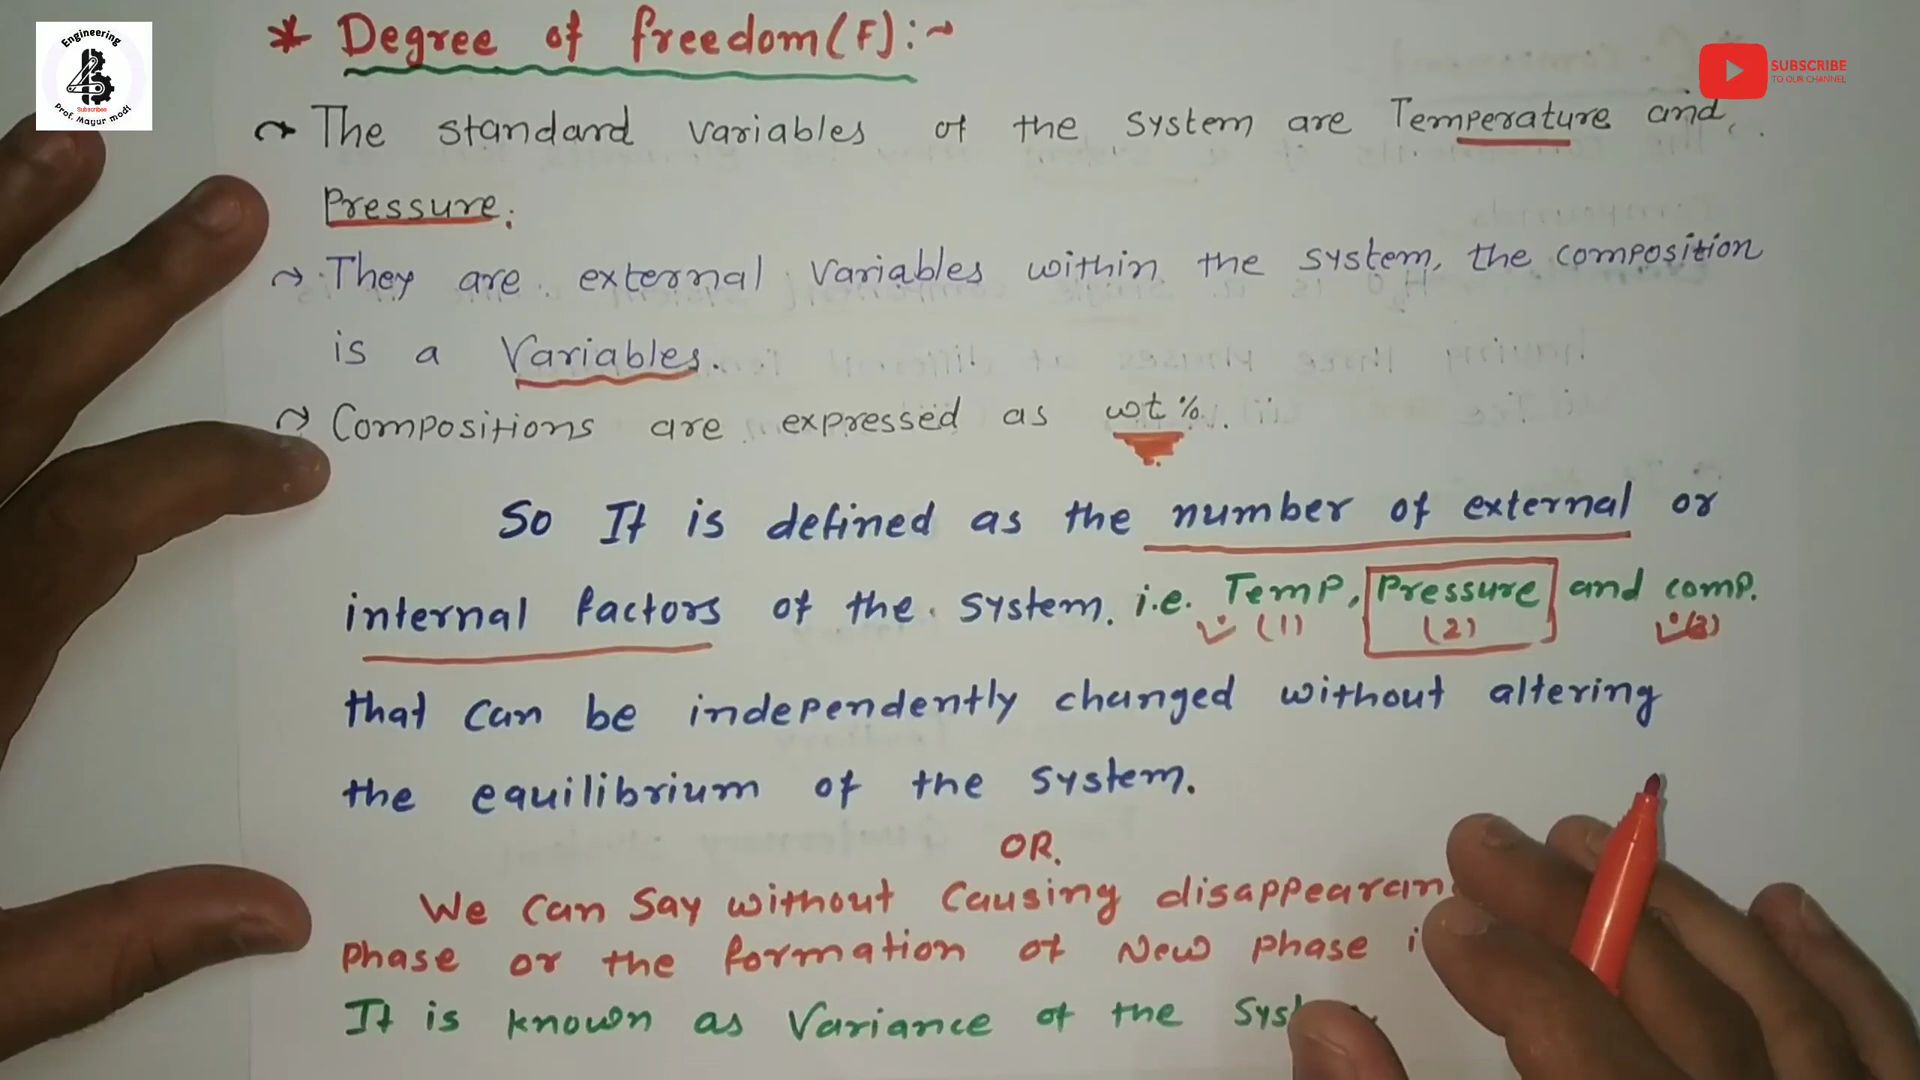 Engineering
Subscribes
Prof. Mayur modi
SUBSCRIBE
TO OUR CHANNEL
* Degree of freedom (F):~
The standard variables of the system are Temperature and
Pressure.
They are external variables within the system, the composition
is a Variables.
Compositions are expressed as wt%.
So It is defined as the number of external or
internal factors of the system. i.e. Temp, Pressure and comp.
(1) (2) (3)
that can be independently changed without altering
the equilibrium of the system.
OR.
We can say without causing
phase or the formation of New phase
It is known as Variance of the